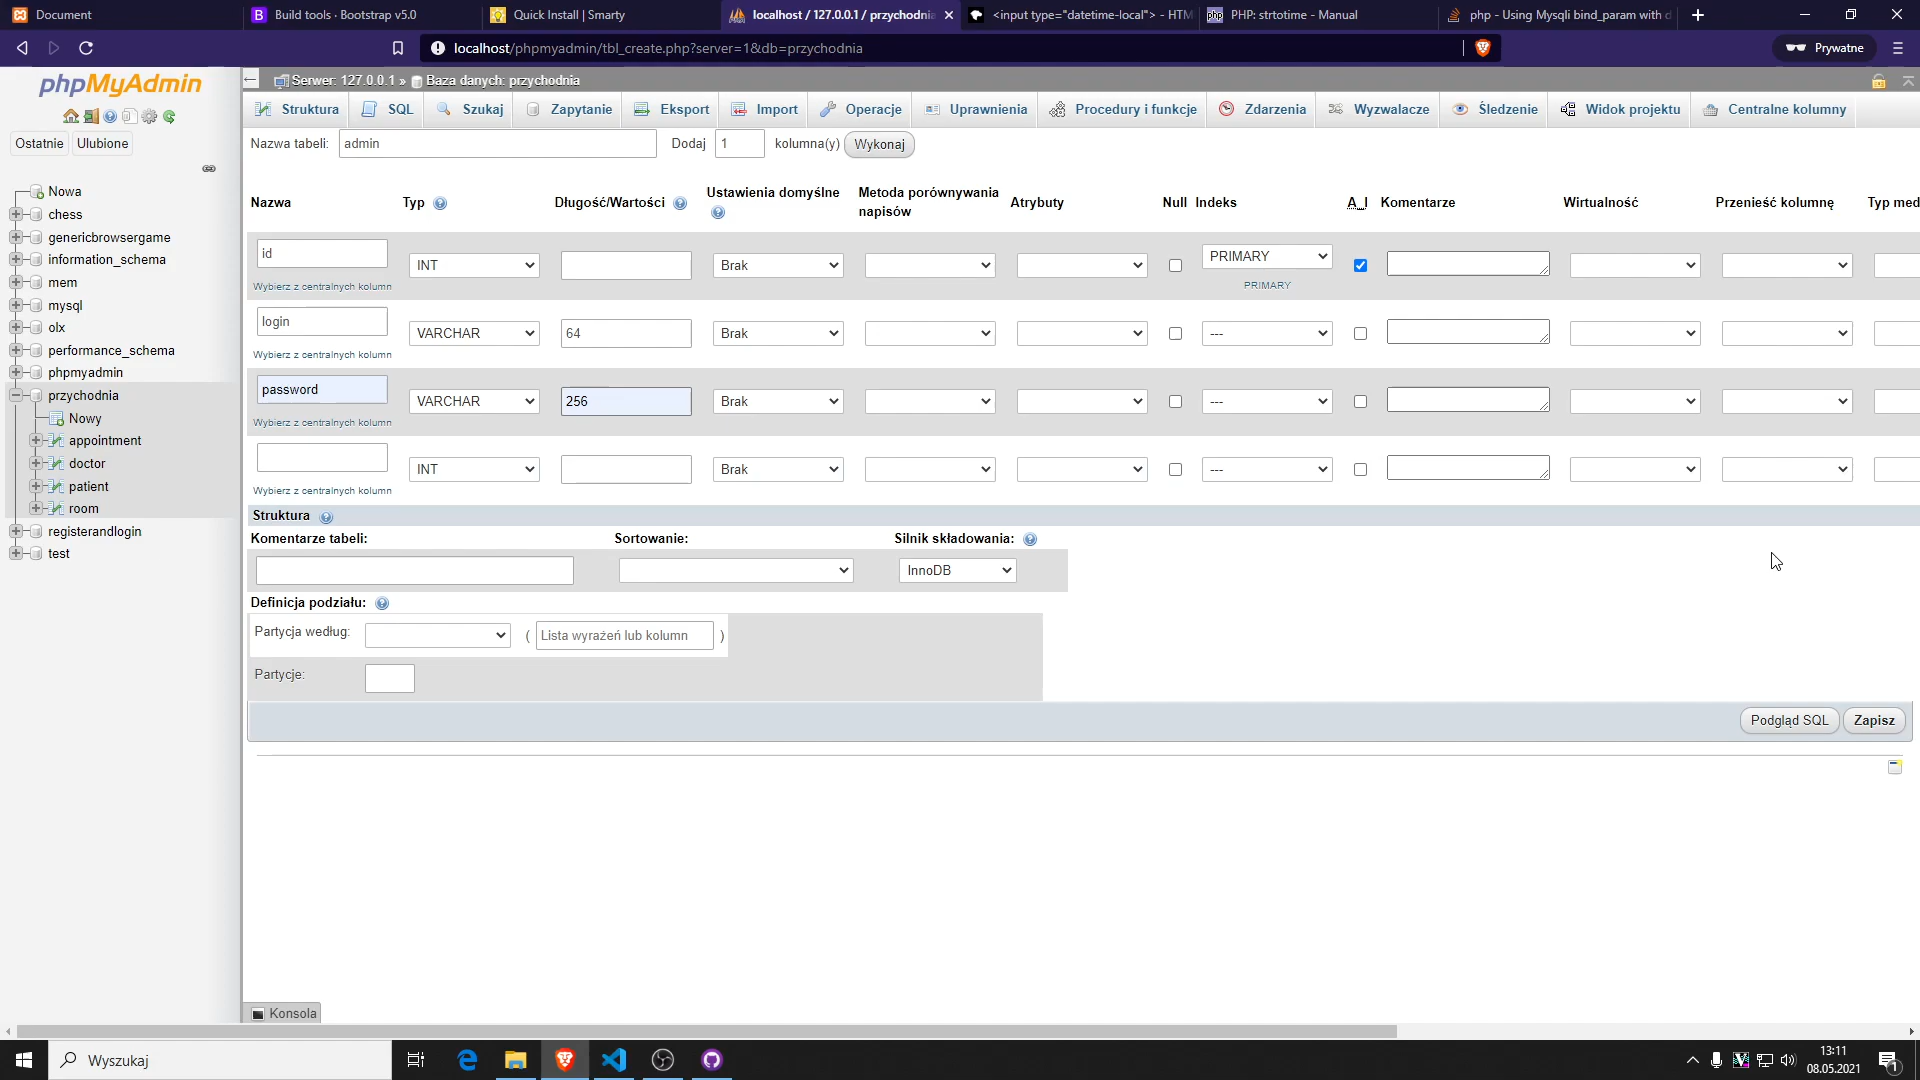 Document
Build tools · Bootstrap v5.0
Quick Install | Smarty
localhost / 127.0.0.1 / przychodnia
<input type="datetime-local"> - HTM
PHP: strtotime - Manual
php - Using Mysqli bind_param with d
localhost/phpmyadmin/tbl_create.php?server=1&db=przychodnia
Prywatne
phpMyAdmin
Ostatnie
Ulubione
Nowa
chess
genericbrowsergame
information_schema
mem
mysql
olx
performance_schema
phpmyadmin
przychodnia
Nowy
appointment
doctor
patient
room
registerandlogin
test
Serwer: 127.0.0.1 » Baza danych: przychodnia
Struktura
SQL
Szukaj
Zapytanie
Eksport
Import
Operacje
Uprawnienia
Procedury i funkcje
Zdarzenia
Wyzwalacze
Śledzenie
Widok projektu
Centralne kolumny
Nazwa tabeli: admin Dodaj 1 kolumna(y) Wykonaj
Nazwa
Typ
Długość/Wartości
Ustawienia domyślne
Metoda porównywania napisów
Atrybuty
Null
Indeks
A_I
Komentarze
Wirtualność
Przenieść kolumnę
Typ med
id INT Brak PRIMARY
Wybierz z centralnych kolumn PRIMARY
login VARCHAR 64 Brak ---
Wybierz z centralnych kolumn
password VARCHAR 256 Brak ---
Wybierz z centralnych kolumn
INT Brak ---
Wybierz z centralnych kolumn
Struktura
Komentarze tabeli: Sortowanie: Silnik składowania:
InnoDB
Definicja podziału:
Partycja według: ( Lista wyrażeń lub kolumn )
Partycje:
Podgląd SQL Zapisz
Konsola
Wyszukaj
13:11
08.05.2021
1